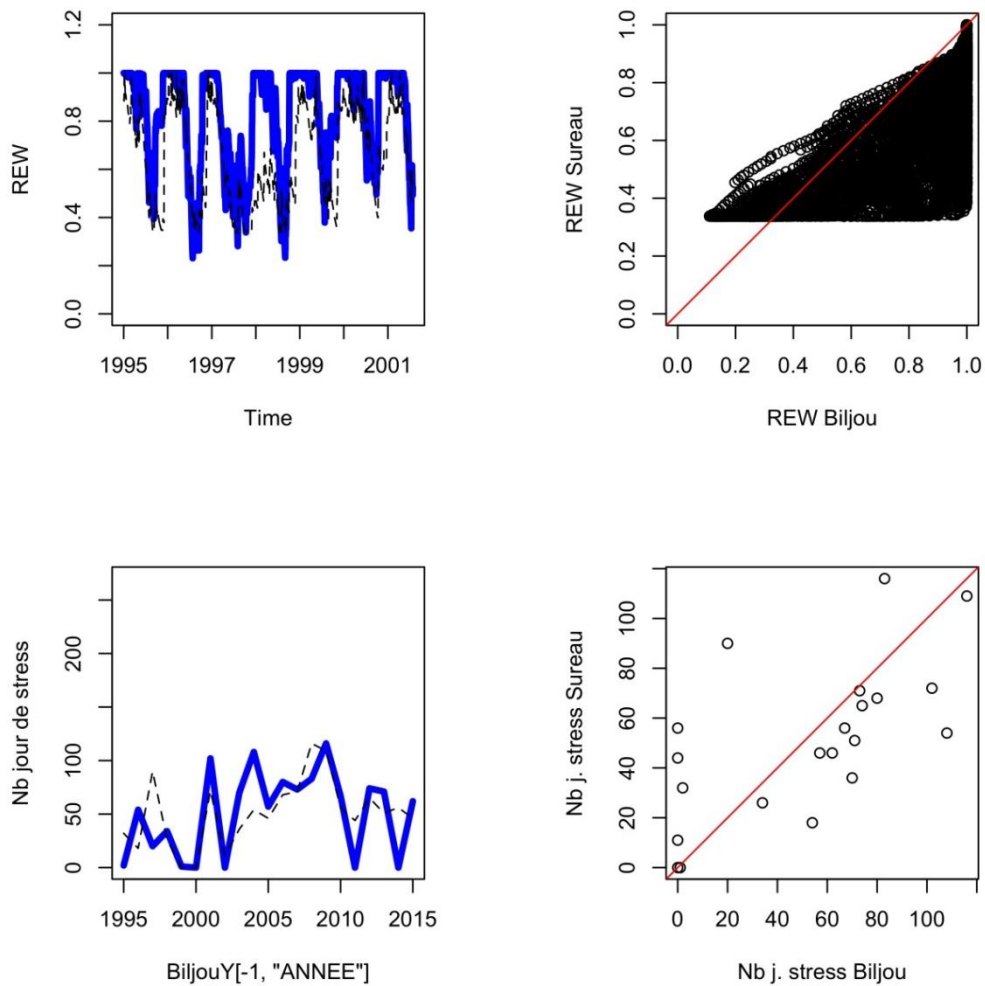 1.2
0.8
0.4
0.0
REW
1995 1997 1999 2001
Time
1.0
0.8
0.6
0.4
0.2
0.0
REW Sureau
0.0 0.2 0.4 0.6 0.8 1.0
REW Biljou
200
100
50
0
Nb jour de stress
1995 2000 2005 2010 2015
BiljouY[-1, "ANNEE"]
100
80
60
40
20
0
Nb j. stress Sureau
0 20 40 60 80 100
Nb j. stress Biljou